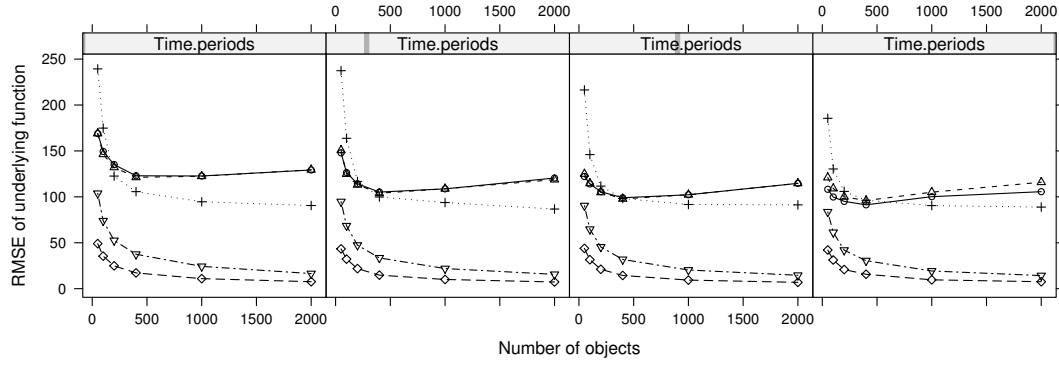 0 500 1000 1500 2000 0 500 1000 1500 2000
Time.periods Time.periods Time.periods Time.periods
RMSE of underlying function
250
200
150
100
50
0
0 500 1000 1500 2000 0 500 1000 1500 2000
Number of objects